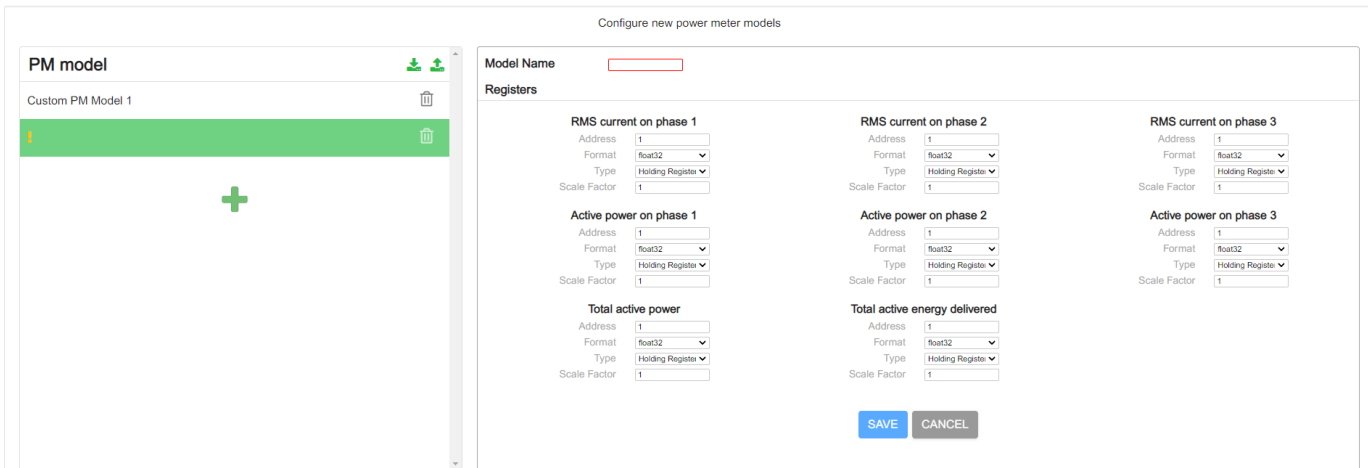 Configure new power meter models
PM model
Custom PM Model 1
!
Model Name
Registers
RMS current on phase 1 RMS current on phase 2 RMS current on phase 3
Address 1 Address 1 Address 1
Format float32 Format float32 Format float32
Type Holding Register Type Holding Register Type Holding Register
Scale Factor 1 Scale Factor 1 Scale Factor 1
Active power on phase 1 Active power on phase 2 Active power on phase 3
Address 1 Address 1 Address 1
Format float32 Format float32 Format float32
Type Holding Register Type Holding Register Type Holding Register
Scale Factor 1 Scale Factor 1 Scale Factor 1
Total active power Total active energy delivered
Address 1 Address 1
Format float32 Format float32
Type Holding Register Type Holding Register
Scale Factor 1 Scale Factor 1
SAVE CANCEL